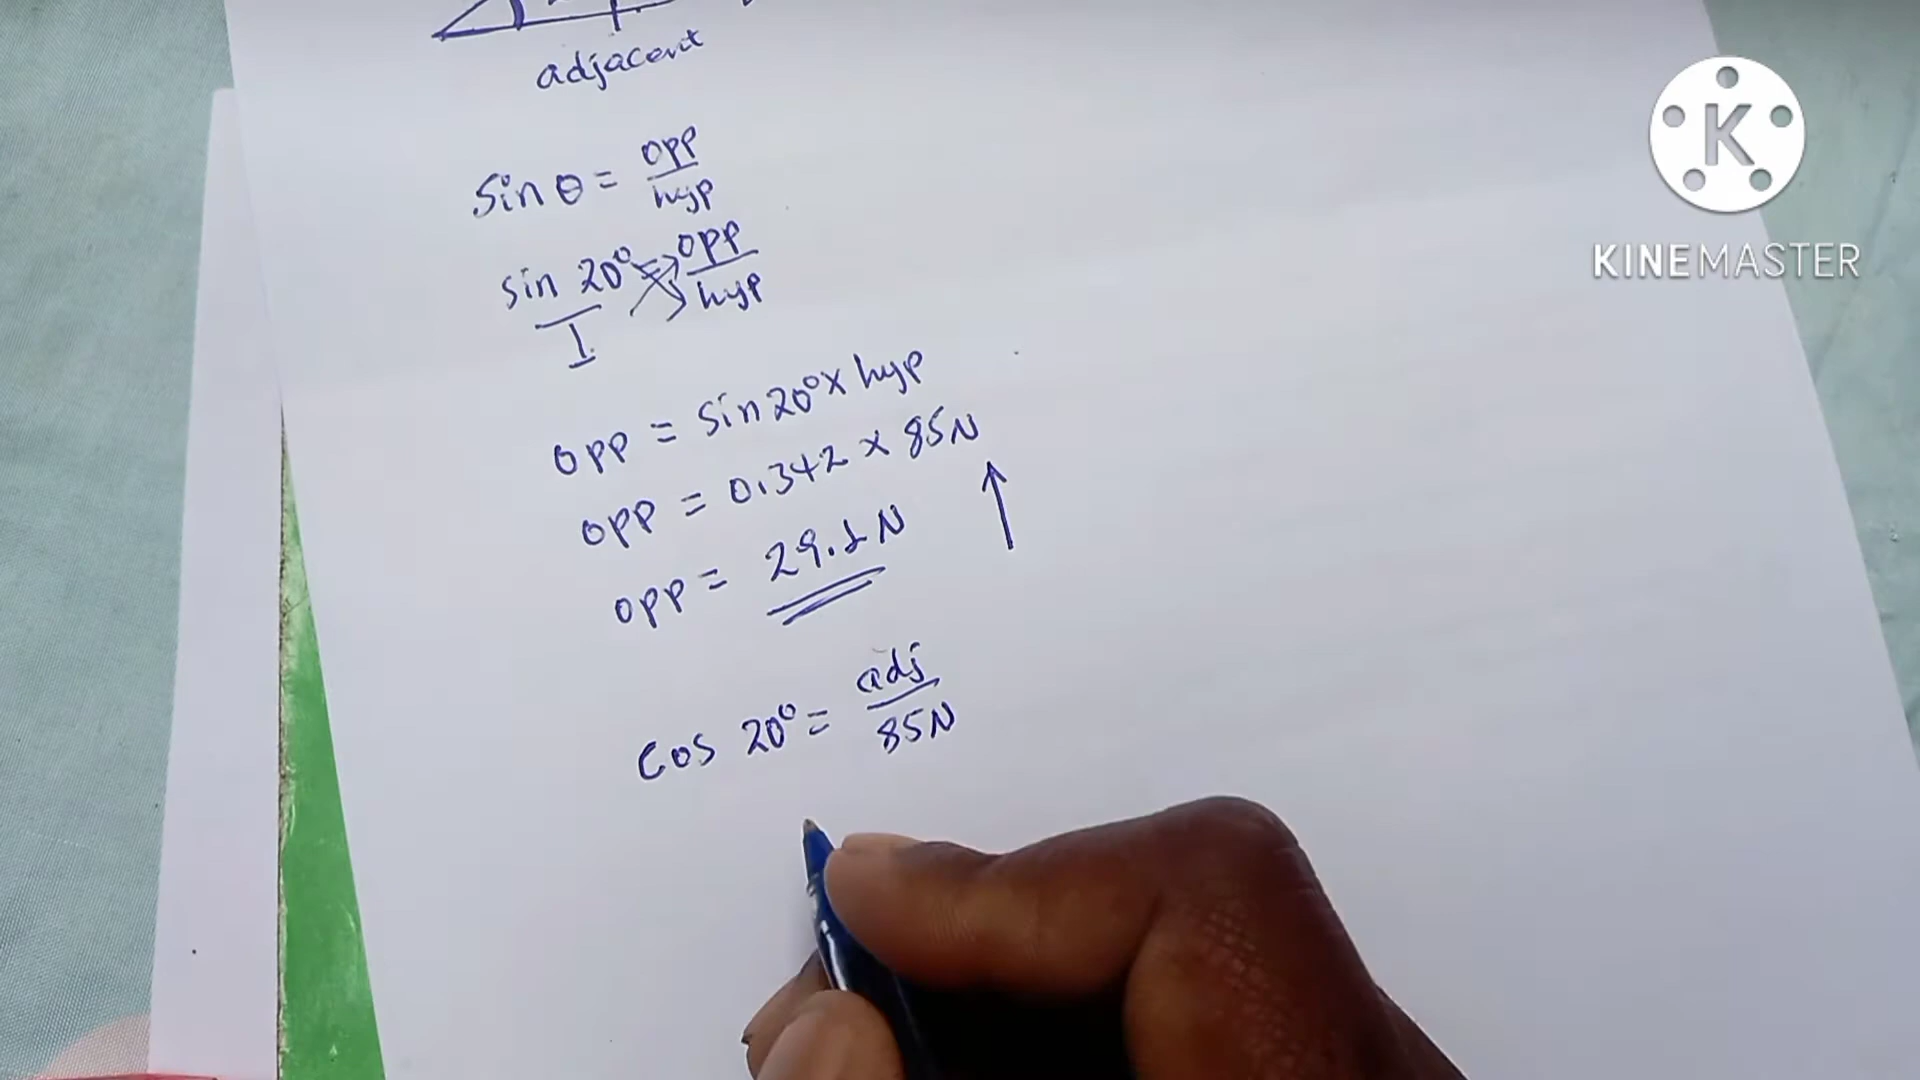 adjacent
sin θ = opp/hyp
sin 20°/1 = opp/hyp
opp = sin 20° x hyp
opp = 0.342 x 85N
opp = 29.1N
cos 20° = adj/85N
K
KINEMASTER